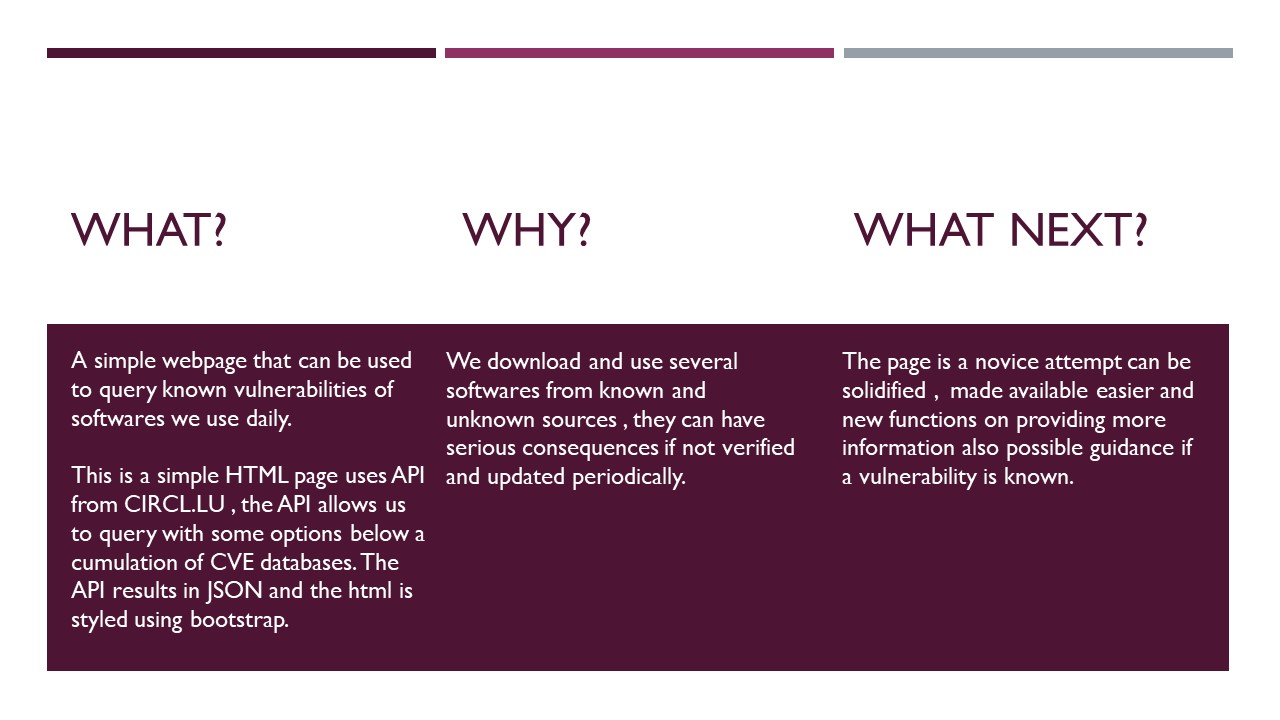 WHAT?
WHY?
WHAT NEXT?
A simple webpage that can be used
to query known vulnerabilities of
softwares we use daily.
This is a simple HTML page uses API
from CIRCL.LU , the API allows us
to query with some options below a
cumulation of CVE databases. The
API results in JSON and the html is
styled using bootstrap.
We download and use several
softwares from known and
unknown sources , they can have
serious consequences if not verified
and updated periodically.
The page is a novice attempt can be
solidified ,  made available easier and
new functions on providing more
information also possible guidance if
a vulnerability is known.